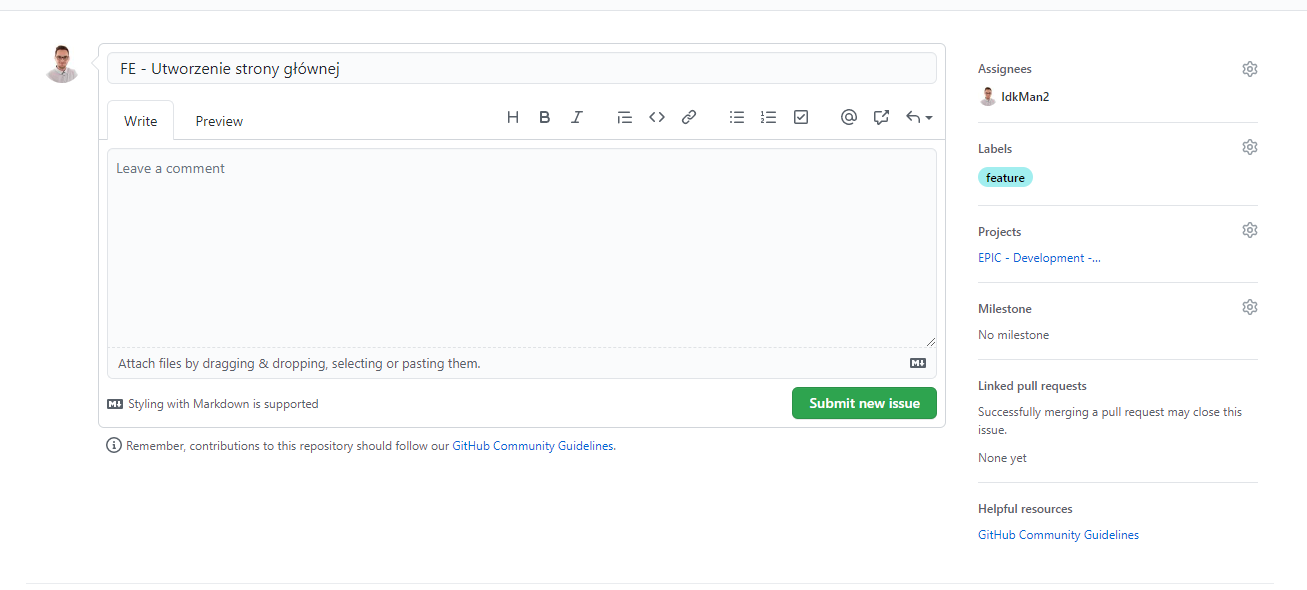 FE - Utworzenie strony głównej
Write
Preview
Leave a comment
Attach files by dragging & dropping, selecting or pasting them.
Styling with Markdown is supported
Submit new issue
Remember, contributions to this repository should follow our GitHub Community Guidelines.
Assignees
IdkMan2
Labels
feature
Projects
EPIC - Development -...
Milestone
No milestone
Linked pull requests
Successfully merging a pull request may close this
issue.
None yet
Helpful resources
GitHub Community Guidelines